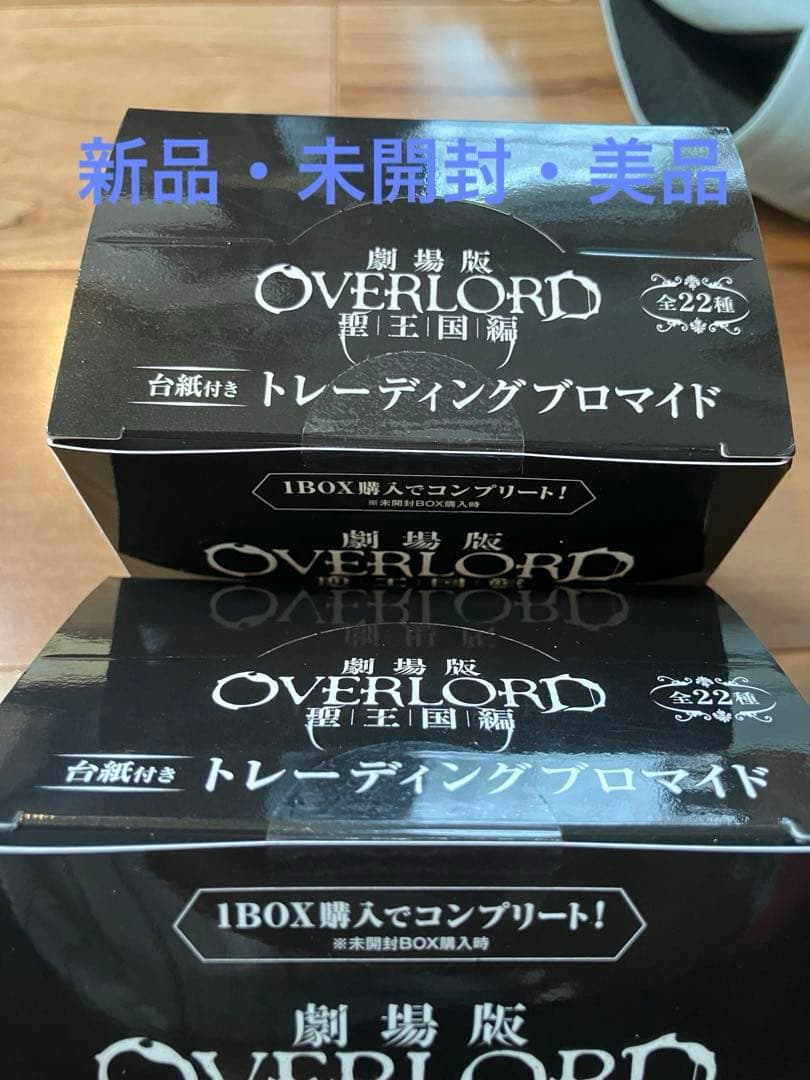 新品・未開封・美品
劇場版
OVERLORD
聖王国編
全22種
台紙付き トレーディングブロマイド
1BOX購入でコンプリート!
※未開封BOX購入時
劇場版
OVERLORD
聖王国編
劇場版
OVERLORD
聖王国編
全22種
台紙付き トレーディングブロマイド
1BOX購入でコンプリート!
※未開封BOX購入時
劇場版
OVERLORD